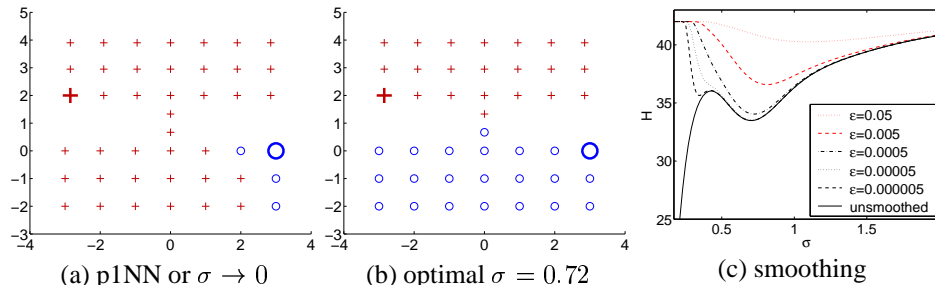 5
4
3
2
1
0
−1
−2
−3
−4 −2 0 2 4
(a) p1NN or σ → 0
5
4
3
2
1
0
−1
−2
−3
−4 −2 0 2 4
(b) optimal σ = 0.72
40
35
30
25
H
0.5 1 1.5
σ
ε=0.05
ε=0.005
ε=0.0005
ε=0.00005
ε=0.000005
unsmoothed
(c) smoothing